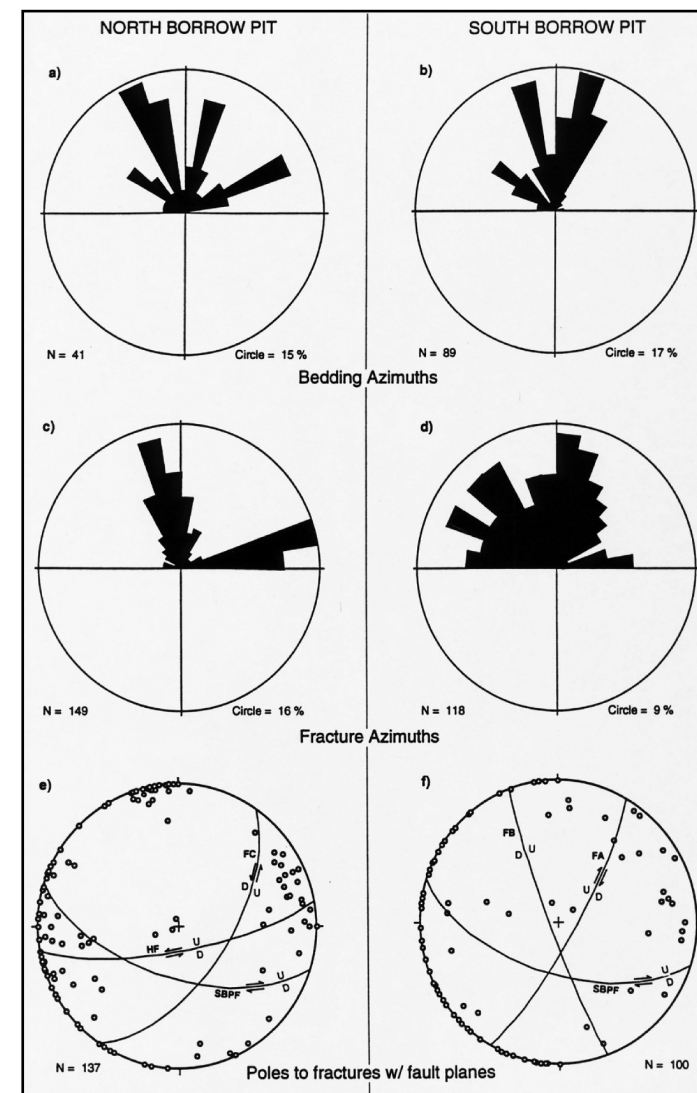 NORTH BORROW PIT
SOUTH BORROW PIT
a)
b)
N = 41
Circle = 15 %
N = 89
Circle = 17 %
Bedding Azimuths
c)
d)
N = 149
Circle = 16 %
N = 118
Circle = 9 %
Fracture Azimuths
e)
f)
FC
D U
HF
U
D
SBPF
U
D
FB
D U
FA
U D
SBPF
U
D
N = 137
N = 100
Poles to fractures w/ fault planes